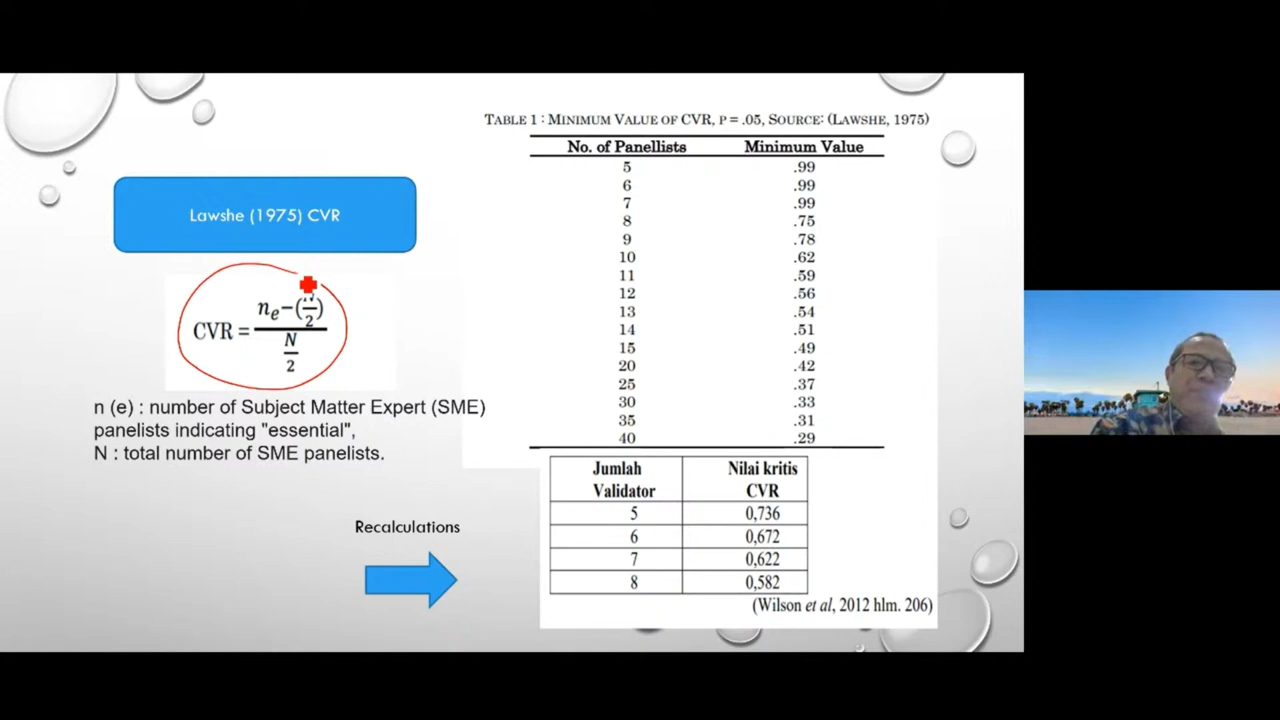 Lawshe (1975) CVR
CVR = (n_e − (N/2)) / (N/2)
n (e) : number of Subject Matter Expert (SME)
panelists indicating "essential",
N : total number of SME panelists.
Recalculations
TABLE 1 : MINIMUM VALUE OF CVR, P = .05, SOURCE: (LAWSHE, 1975)
No. of Panellists Minimum Value
5 .99
6 .99
7 .99
8 .75
9 .78
10 .62
11 .59
12 .56
13 .54
14 .51
15 .49
20 .42
25 .37
30 .33
35 .31
40 .29
Jumlah Nilai kritis
Validator CVR
5 0,736
6 0,672
7 0,622
8 0,582
(Wilson et al, 2012 hlm. 206)